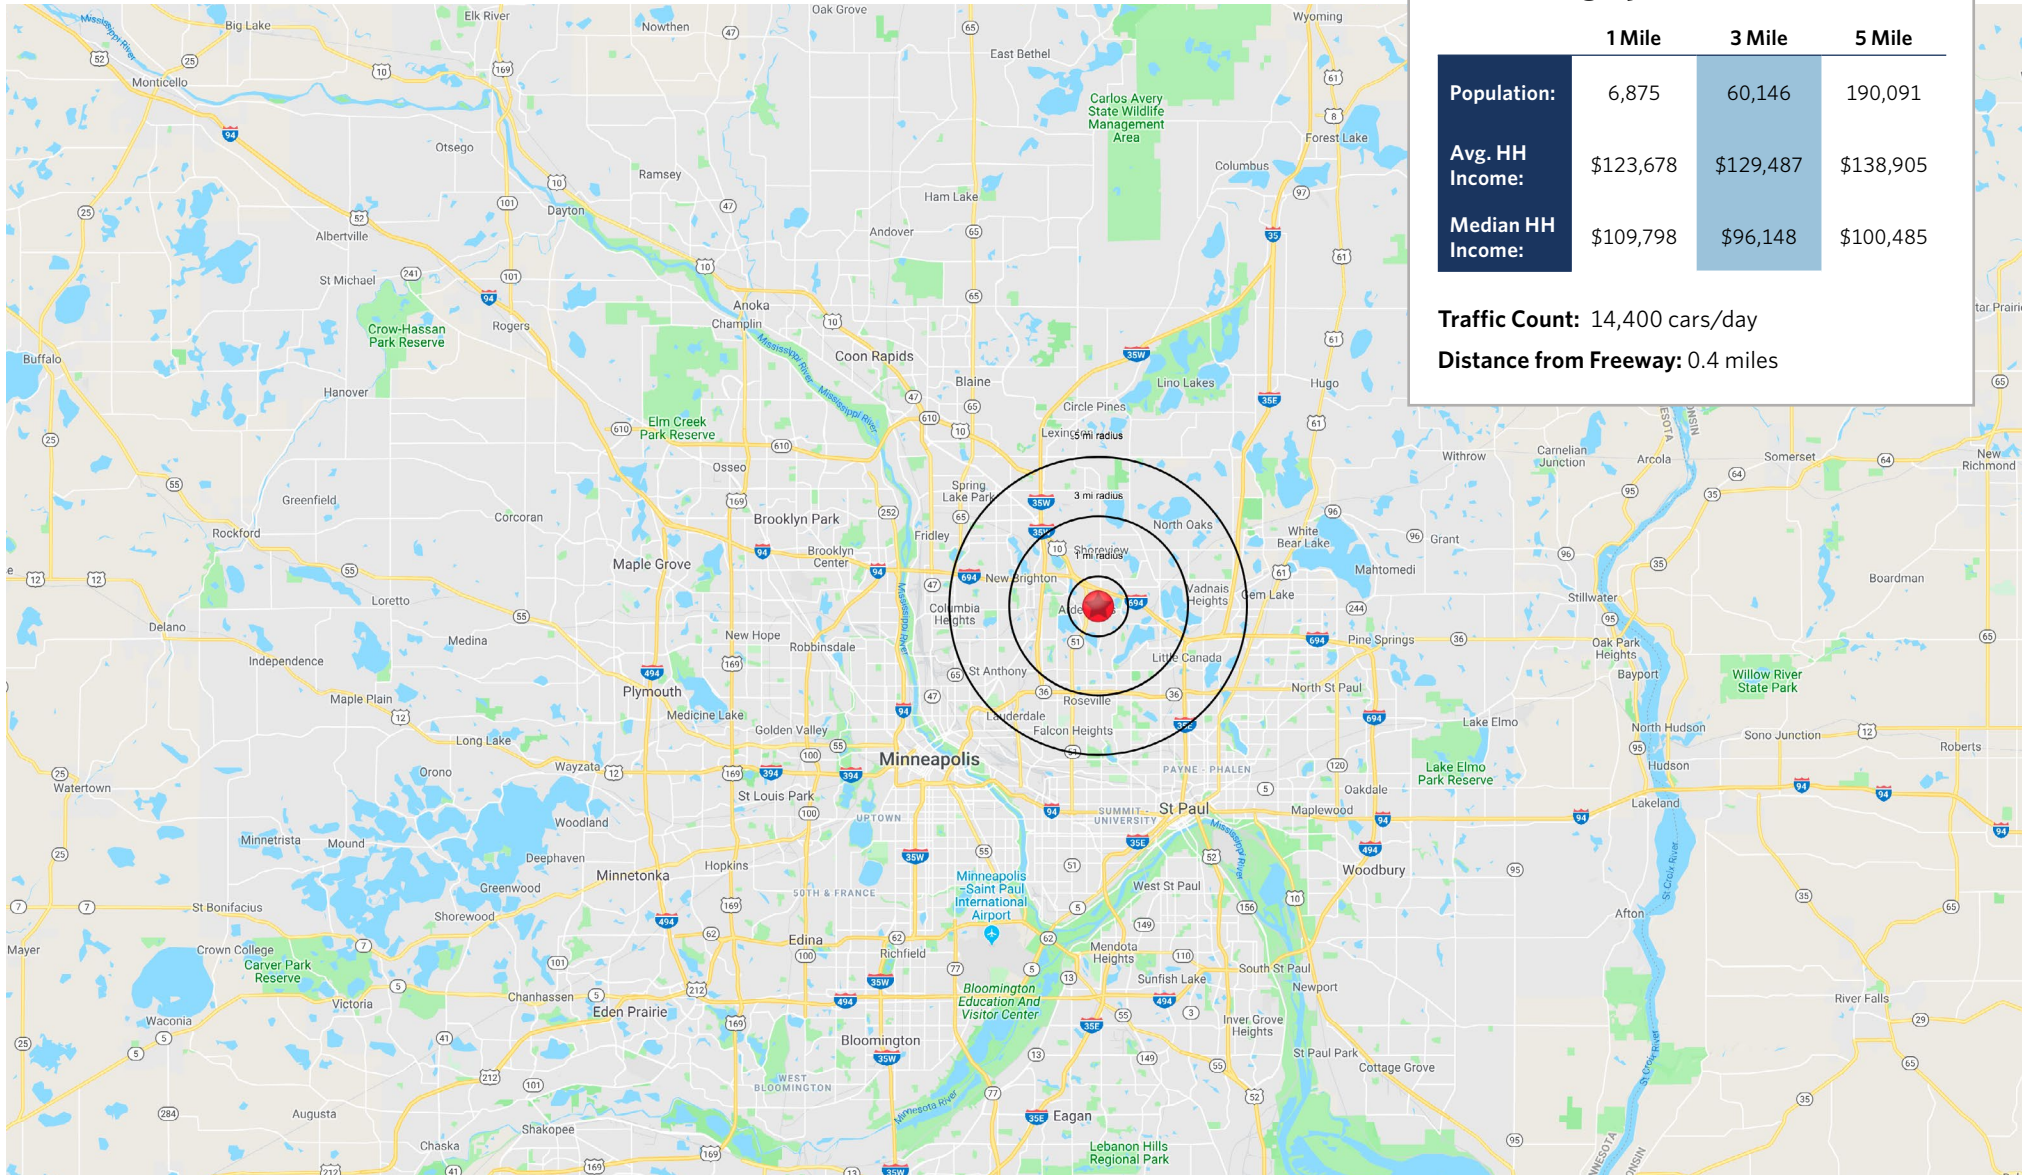 1 Mile 3 Mile 5 Mile
Population: 6,875 60,146 190,091
Avg. HH
Income: $123,678 $129,487 $138,905
Median HH
Income: $109,798 $96,148 $100,485
Traffic Count: 14,400 cars/day
Distance from Freeway: 0.4 miles
Oak Grove
Elk River
Big Lake
Nowthen
Wyoming
East Bethel
Monticello
Mississippi River
Carlos Avery
State Wildlife
Management
Area
Forest Lake
Otsego
Columbus
Ramsey
Ham Lake
Dayton
Albertville
Andover
St Michael
Anoka
Champlin
Rogers
Crow-Hassan
Park Reserve
Buffalo
Coon Rapids
Mississippi River
Mississippi River
Hanover
Blaine
Lino Lakes
Hugo
Circle Pines
Elm Creek
Park Reserve
5 mi radius
Osseo
Withrow
Carnelian
Junction
Arcola
Somerset
New
Richmond
Greenfield
Corcoran
Spring
Lake Park
3 mi radius
Brooklyn Park
North Oaks
Rockford
Fridley
White
Bear Lake
Grant
Brooklyn
Center
Shoreview
1 mi radius
Maple Grove
New Brighton
Mahtomedi
Boardman
Loretto
Columbia
Heights
Vadnais
Heights
Gem Lake
Stillwater
Delano
Medina
New Hope
Robbinsdale
Mississippi River
Pine Springs
Oak Park
Heights
Independence
Little Canada
St Anthony
Bayport
Willow River
State Park
Plymouth
Maple Plain
Medicine Lake
Roseville
North St Paul
Lauderdale
Falcon Heights
Lake Elmo
North Hudson
Golden Valley
Long Lake
Minneapolis
Sono Junction
Roberts
Wayzata
Orono
PAYNE - PHALEN
Lake Elmo
Park Reserve
Hudson
Watertown
St Louis Park
Oakdale
Lakeland
Woodland
UPTOWN
SUMMIT -
UNIVERSITY
St Paul
Maplewood
Mississippi River
Minnetrista
Mound
Deephaven
Hopkins
Minnetonka
Greenwood
Minneapolis
-Saint Paul
International
Airport
West St Paul
Woodbury
St Croix River
50TH & FRANCE
St Bonifacius
Shorewood
Afton
Mayer
Crown College
Edina
Richfield
Mendota
Heights
Carver Park
Reserve
Sunfish Lake
South St Paul
Victoria
Chanhassen
Bloomington
Education And
Visitor Center
Newport
River Falls
Waconia
Eden Prairie
Inver Grove
Heights
Bloomington
St Paul Park
St Croix River
Cottage Grove
WEST
BLOOMINGTON
Minnesota River
Augusta
Shakopee
Eagan
Chaska
Lebanon Hills
Regional Park